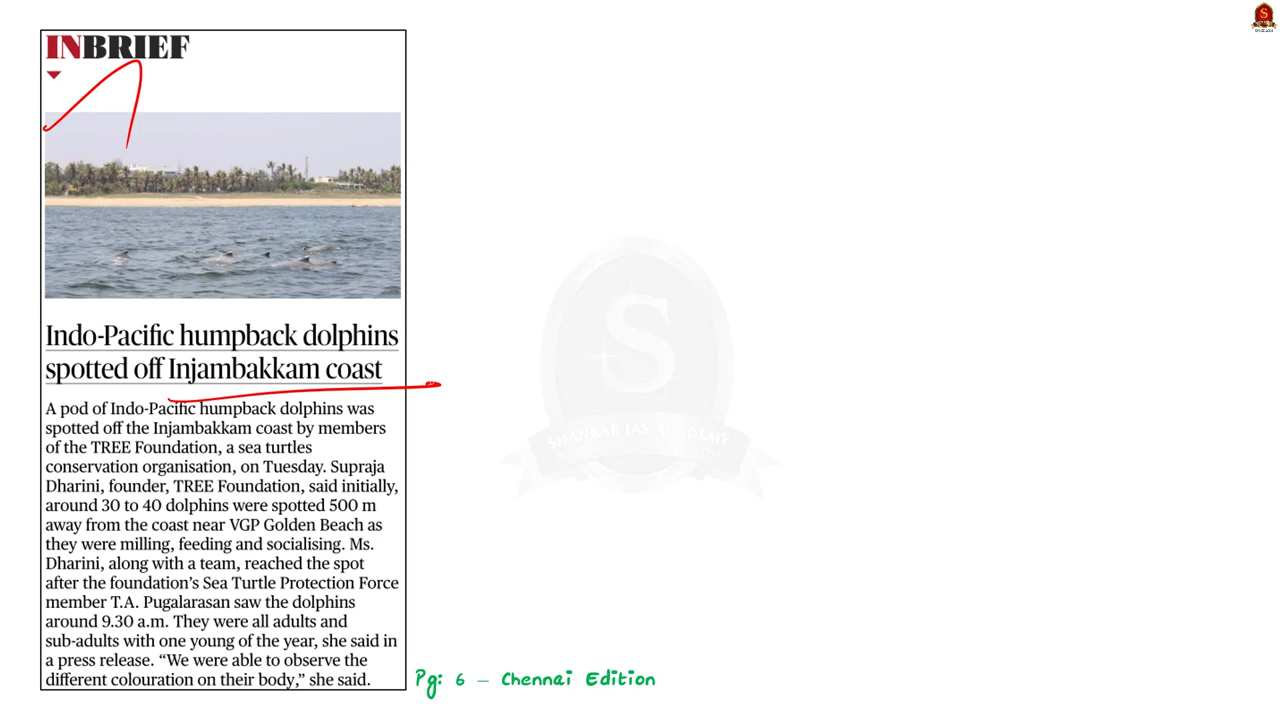 INBRIEF
Indo-Pacific humpback dolphins
spotted off Injambakkam coast
A pod of Indo-Pacific humpback dolphins was
spotted off the Injambakkam coast by members
of the TREE Foundation, a sea turtles
conservation organisation, on Tuesday. Supraja
Dharini, founder, TREE Foundation, said initially,
around 30 to 40 dolphins were spotted 500 m
away from the coast near VGP Golden Beach as
they were milling, feeding and socialising. Ms.
Dharini, along with a team, reached the spot
after the foundation's Sea Turtle Protection Force
member T.A. Pugalarasan saw the dolphins
around 9.30 a.m. They were all adults and
sub-adults with one young of the year, she said in
a press release. “We were able to observe the
different colouration on their body,” she said.
Pg: 6 – Chennai Edition
S
SHANKAR IAS ACADEMY
S